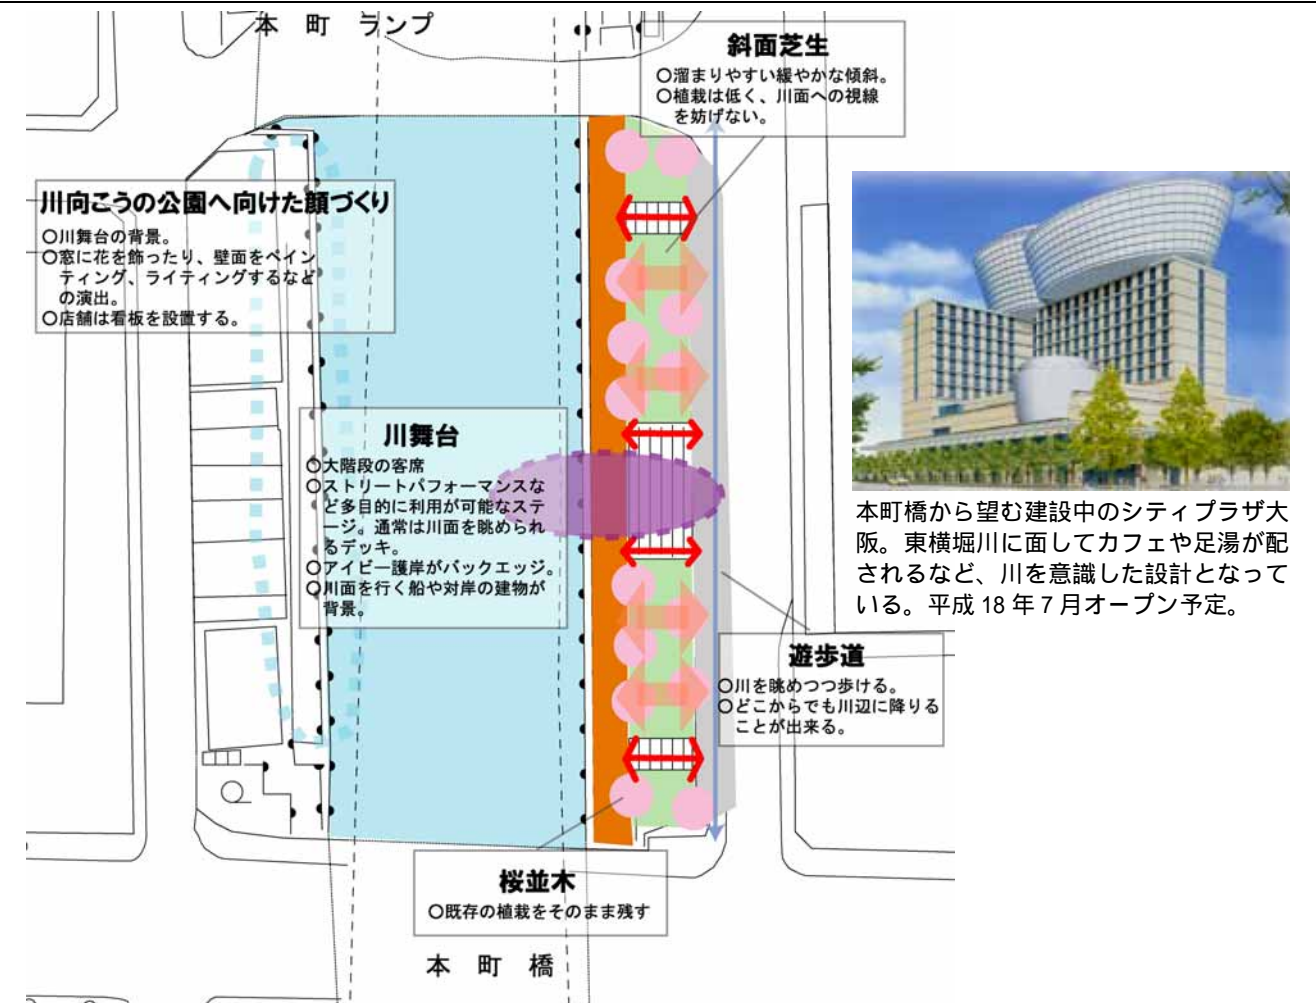 本 町 ランプ
斜面芝生
○溜まりやすい緩やかな傾斜。
○植栽は低く、川面への視線
を妨げない。
川向こうの公園へ向けた顔づくり
○川舞台の背景。
○窓に花を飾ったり、壁面をペイン
ティング、ライティングするなど
の演出。
○店舗は看板を設置する。
川舞台
○大階段の客席
○ストリートパフォーマンスな
ど多目的に利用が可能なステ
ージ。通常は川面を眺められ
るデッキ。
○アイビー護岸がバックエッジ。
○川面を行く船や対岸の建物が
背景。
本町橋から望む建設中のシティプラザ大
阪。東横堀川に面してカフェや足湯が配
されるなど、川を意識した設計となって
いる。平成 18 年 7 月オープン予定。
遊歩道
○川を眺めつつ歩ける。
○どこからでも川辺に降りる
ことが出来る。
桜並木
○既存の植栽をそのまま残す
本 町 橋